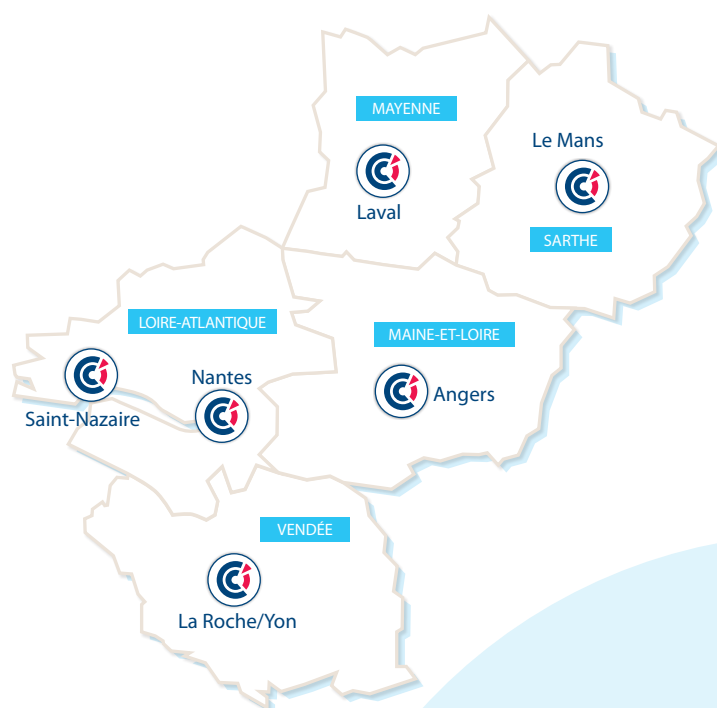 MAYENNE
Le Mans
Laval
SARTHE
LOIRE-ATLANTIQUE
MAINE-ET-LOIRE
Nantes
Angers
Saint-Nazaire
VENDÉE
La Roche/Yon